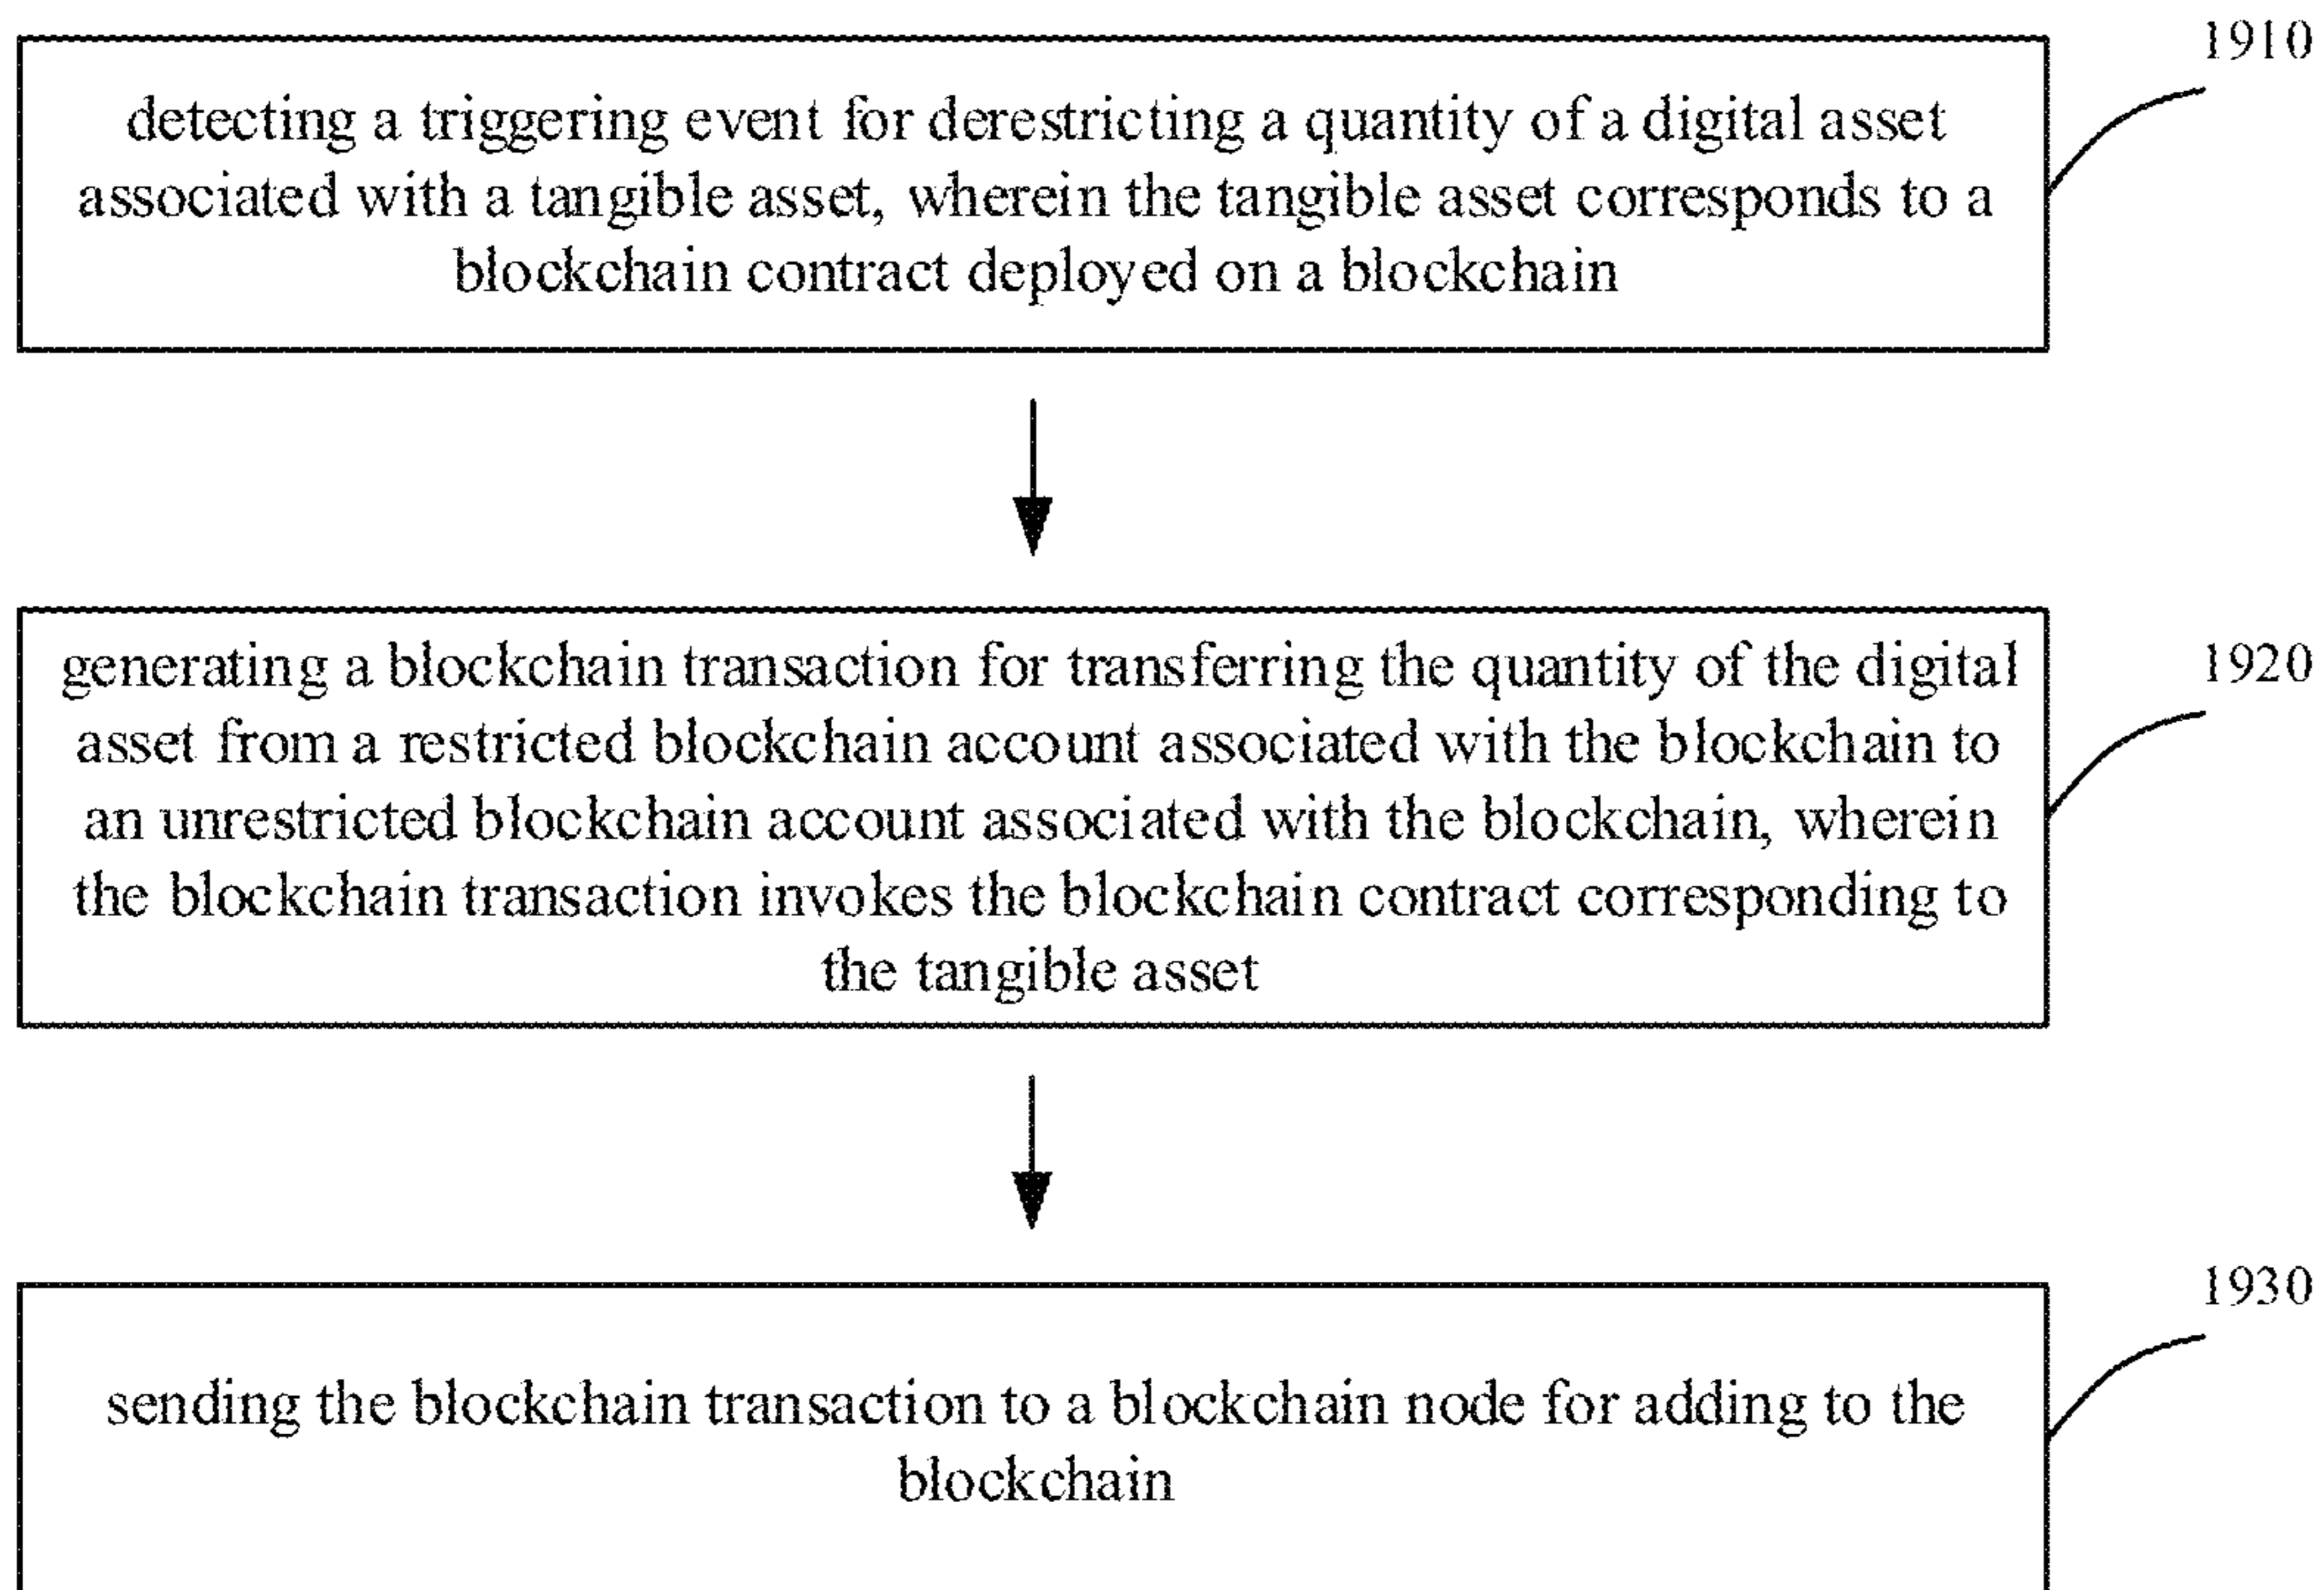 1910
detecting a triggering event for derestricting a quantity of a digital asset
associated with a tangible asset, wherein the tangible asset corresponds to a
blockchain contract deployed on a blockchain
1920
generating a blockchain transaction for transferring the quantity of the digital
asset from a restricted blockchain account associated with the blockchain to
an unrestricted blockchain account associated with the blockchain, wherein
the blockchain transaction invokes the blockchain contract corresponding to
the tangible asset
1930
sending the blockchain transaction to a blockchain node for adding to the
blockchain